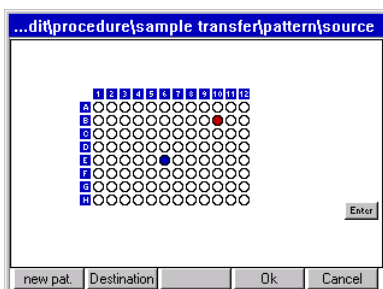 ...dit\procedure\sample transfer\pattern\source
1 2 3 4 5 6 7 8 9 10 11 12
A
B
C
D
E
F
G
H
Enter
new pat. Destination Ok Cancel